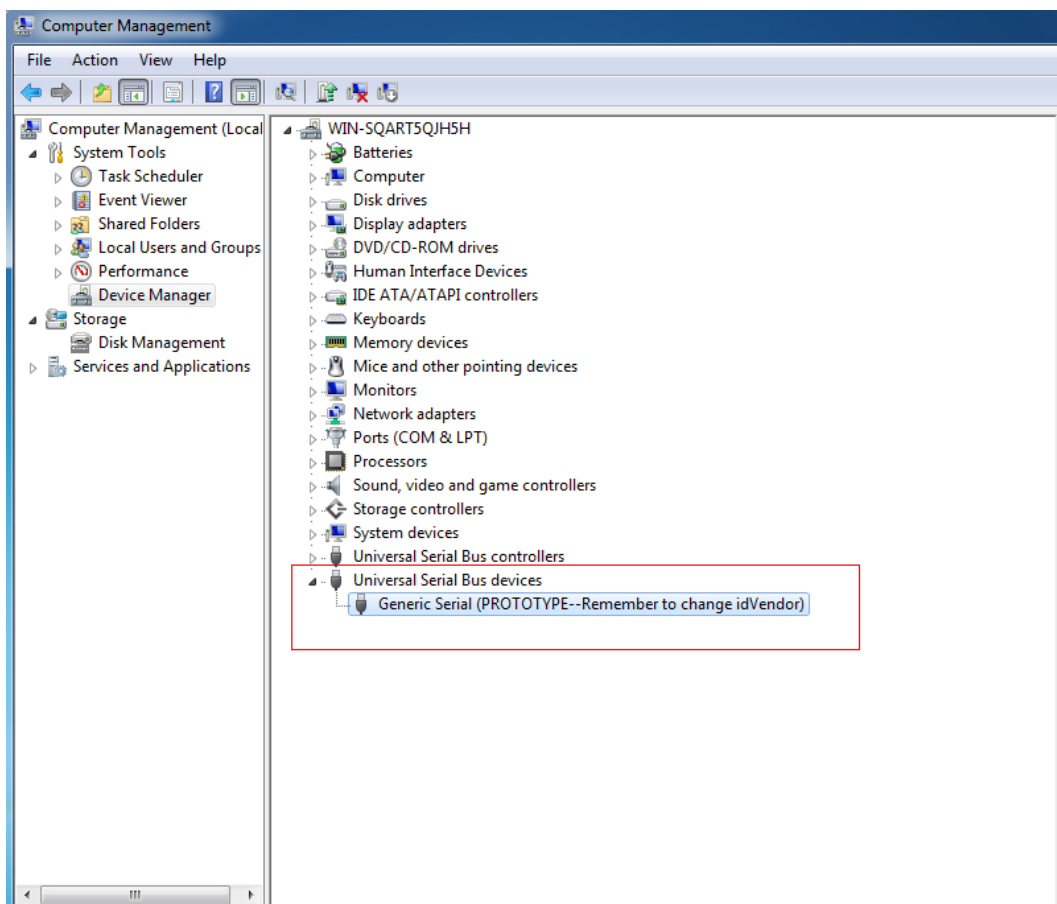 Computer Management
File Action View Help
Computer Management (Local
System Tools
Task Scheduler
Event Viewer
Shared Folders
Local Users and Groups
Performance
Device Manager
Storage
Disk Management
Services and Applications
WIN-SQART5QJH5H
Batteries
Computer
Disk drives
Display adapters
DVD/CD-ROM drives
Human Interface Devices
IDE ATA/ATAPI controllers
Keyboards
Memory devices
Mice and other pointing devices
Monitors
Network adapters
Ports (COM & LPT)
Processors
Sound, video and game controllers
Storage controllers
System devices
Universal Serial Bus controllers
Universal Serial Bus devices
Generic Serial (PROTOTYPE--Remember to change idVendor)